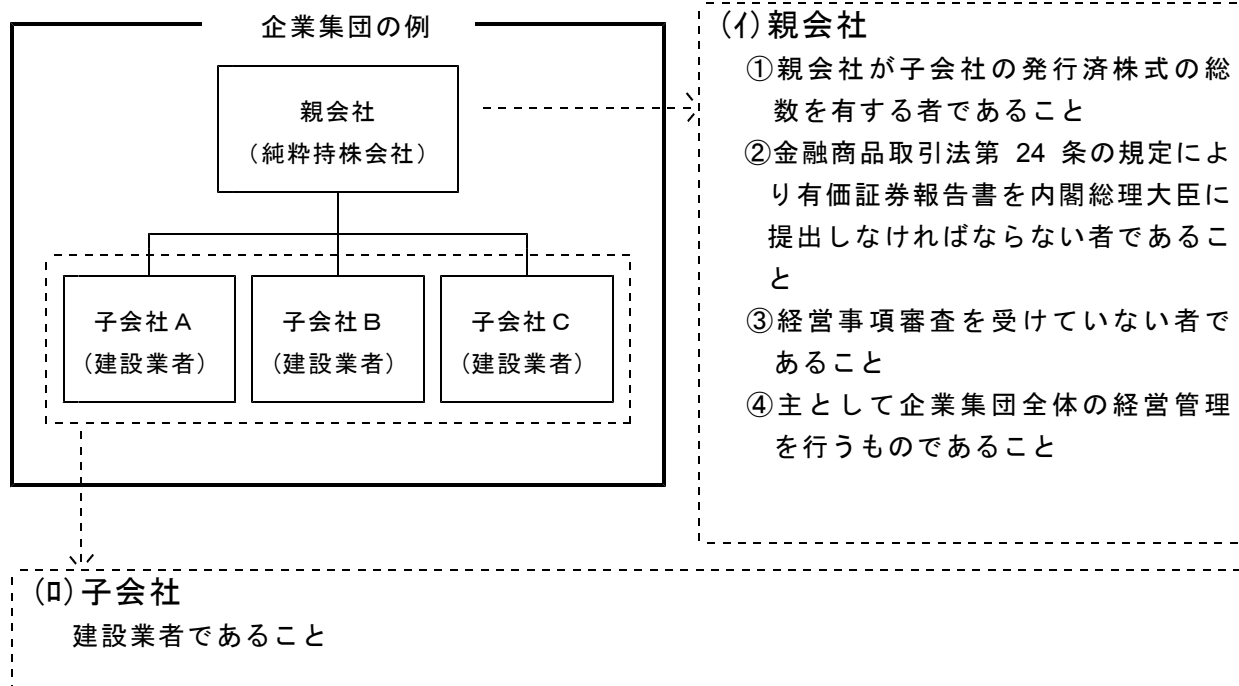 企業集団の例
親会社
（純粋持株会社）
子会社Ａ
（建設業者）
子会社Ｂ
（建設業者）
子会社Ｃ
（建設業者）
(ｲ)親会社
①親会社が子会社の発行済株式の総
数を有する者であること
②金融商品取引法第 24 条の規定によ
り有価証券報告書を内閣総理大臣に
提出しなければならない者であるこ
と
③経営事項審査を受けていない者で
あること
④主として企業集団全体の経営管理
を行うものであること
(ﾛ)子会社
建設業者であること